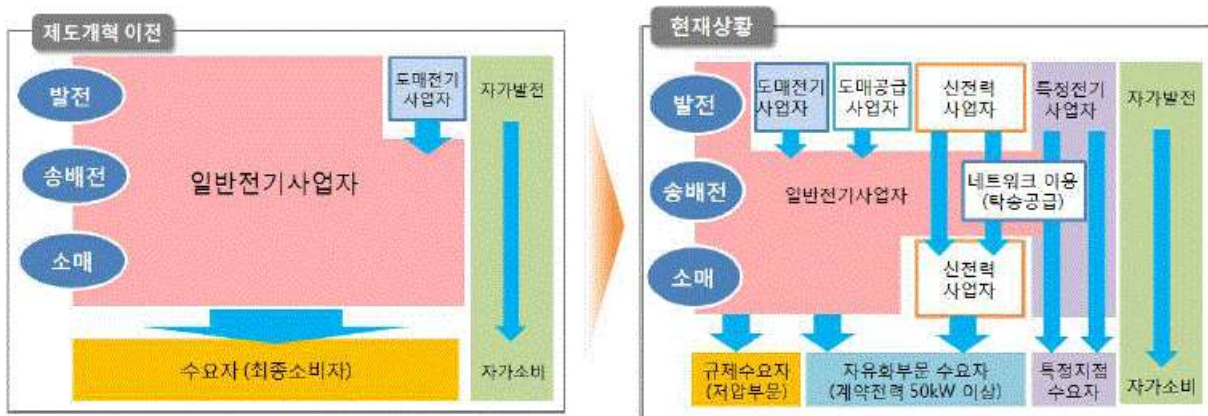 제도개혁 이전
발전
송배전
소매
일반전기사업자
도매전기
사업자
자가발전
수요자 (최종소비자)
자가소비
현재상황
발전
송배전
소매
도매전기
사업자
도매공급
사업자
신전력
사업자
특정전기
사업자
자가발전
일반전기사업자
네트워크 이용
(탁송공급)
신전력
사업자
규제수요자
(저압부문)
자유화부문 수요자
(계약전력 50kW 이상)
특정지점
수요자
자가소비